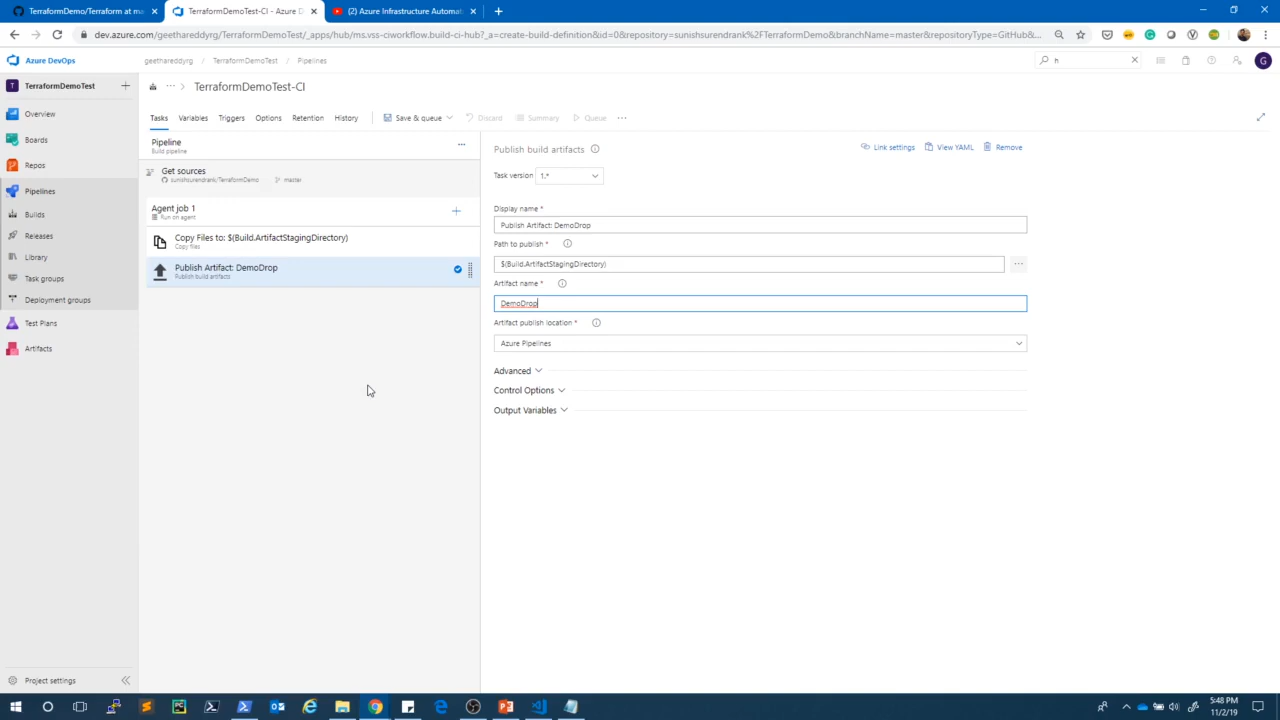 TerraformDemo/Terraform at ma
TerraformDemoTest-CI - Azure D
(2) Azure Infrastructure Automat
dev.azure.com/geethareddyrg/TerraformDemoTest/_apps/hub/ms.vss-ciworkflow.build-ci-hub?_a=create-build-definition&id=0&repository=sunishsurendrank%2FTerraformDemo&branchName=master&repositoryType=GitHub&...
Azure DevOps
geethareddyrg / TerraformDemoTest / Pipelines
h
G
T TerraformDemoTest
TerraformDemoTest-CI
Overview
Boards
Repos
Pipelines
Builds
Releases
Library
Task groups
Deployment groups
Test Plans
Artifacts
Project settings
Tasks Variables Triggers Options Retention History Save & queue Discard Summary Queue ...
Pipeline
Build pipeline
Get sources
sunishsurendrank/TerraformDemo master
Agent job 1
Run on agent
Copy Files to: $(Build.ArtifactStagingDirectory)
Copy files
Publish Artifact: DemoDrop
Publish build artifacts
Publish build artifacts
Link settings View YAML Remove
Task version 1.*
Display name *
Publish Artifact: DemoDrop
Path to publish *
$(Build.ArtifactStagingDirectory)
Artifact name *
DemoDrop
Artifact publish location *
Azure Pipelines
Advanced
Control Options
Output Variables
5:48 PM
11/2/19